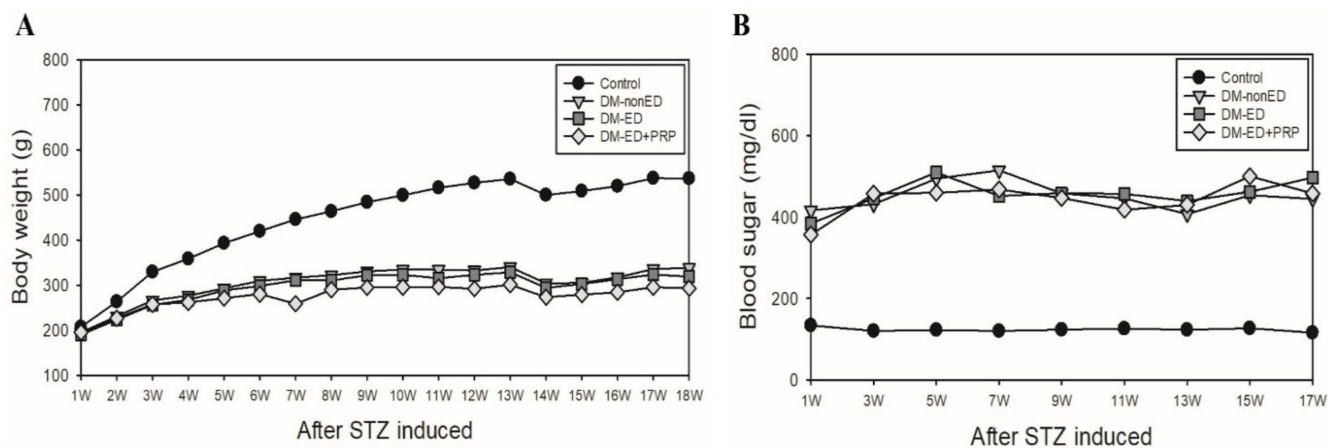 A
800
700
600
500
400
300
200
100
Body weight (g)
Control
DM-nonED
DM-ED
DM-ED+PRP
1W 2W 3W 4W 5W 6W 7W 8W 9W 10W 11W 12W 13W 14W 15W 16W 17W 18W
After STZ induced
B
800
600
400
200
0
Blood sugar (mg/dl)
Control
DM-nonED
DM-ED
DM-ED+PRP
1W 3W 5W 7W 9W 11W 13W 15W 17W
After STZ induced